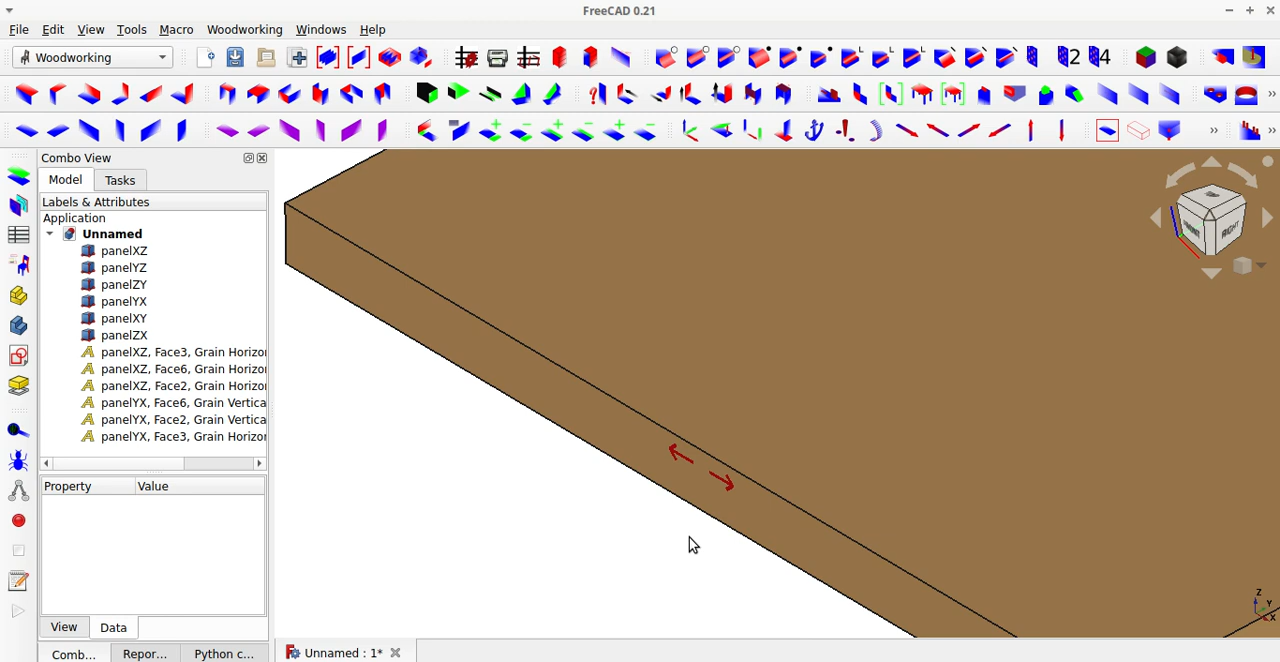 FreeCAD 0.21
File Edit View Tools Macro Woodworking Windows Help
Woodworking
2 4
Combo View
Model Tasks
Labels & Attributes
Application
Unnamed
panelXZ
panelYZ
panelZY
panelYX
panelXY
panelZX
panelXZ, Face3, Grain Horizo
panelXZ, Face6, Grain Horizo
panelXZ, Face2, Grain Horizo
panelYX, Face6, Grain Vertica
panelYX, Face2, Grain Vertica
panelYX, Face3, Grain Horizo
Property Value
View Data
Comb... Repor... Python c...
Unnamed : 1*
RIGHT
Z
Y
X